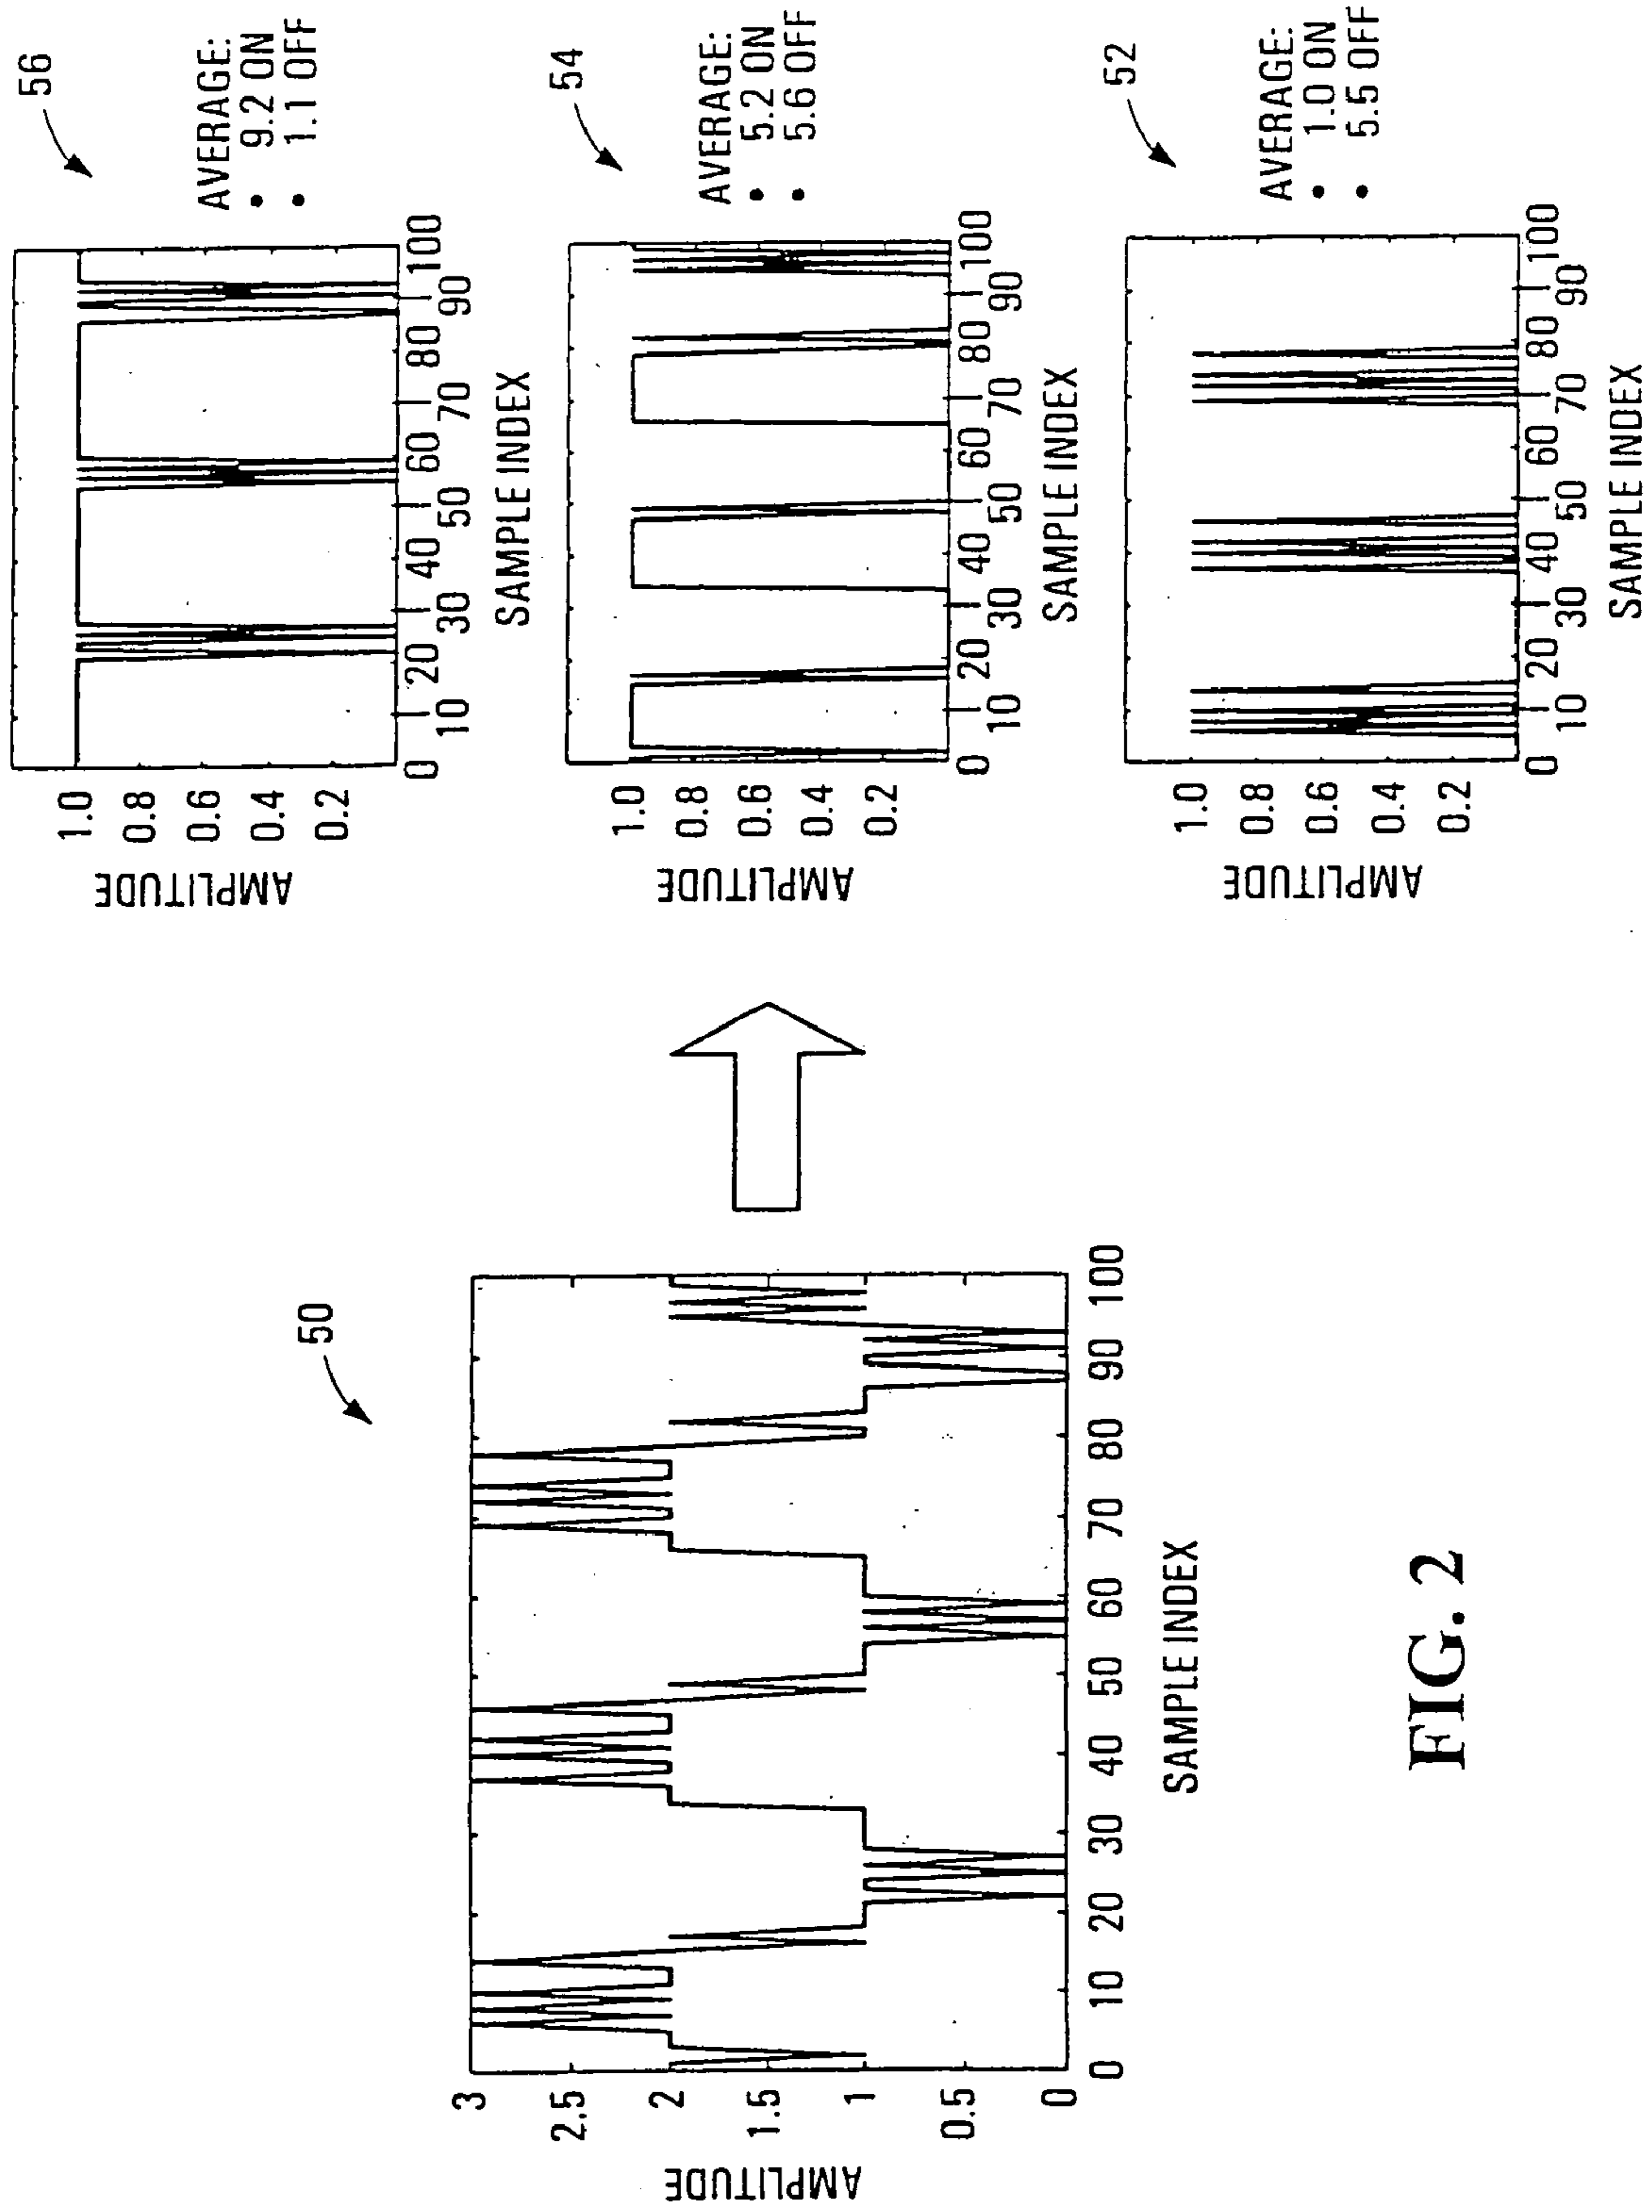 50
AMPLITUDE
3
2.5
2
1.5
1
0.5
0
0 10 20 30 40 50 60 70 80 90 100
SAMPLE INDEX
56
AMPLITUDE
1.0
0.8
0.6
0.4
0.2
0 10 20 30 40 50 60 70 80 90 100
SAMPLE INDEX
AVERAGE:
• 9.2 ON
• 1.1 OFF
54
AMPLITUDE
1.0
0.8
0.6
0.4
0.2
0 10 20 30 40 50 60 70 80 90 100
SAMPLE INDEX
AVERAGE:
• 5.2 ON
• 5.6 OFF
52
AMPLITUDE
1.0
0.8
0.6
0.4
0.2
0 10 20 30 40 50 60 70 80 90 100
SAMPLE INDEX
AVERAGE:
• 1.0 ON
• 5.5 OFF
FIG. 2